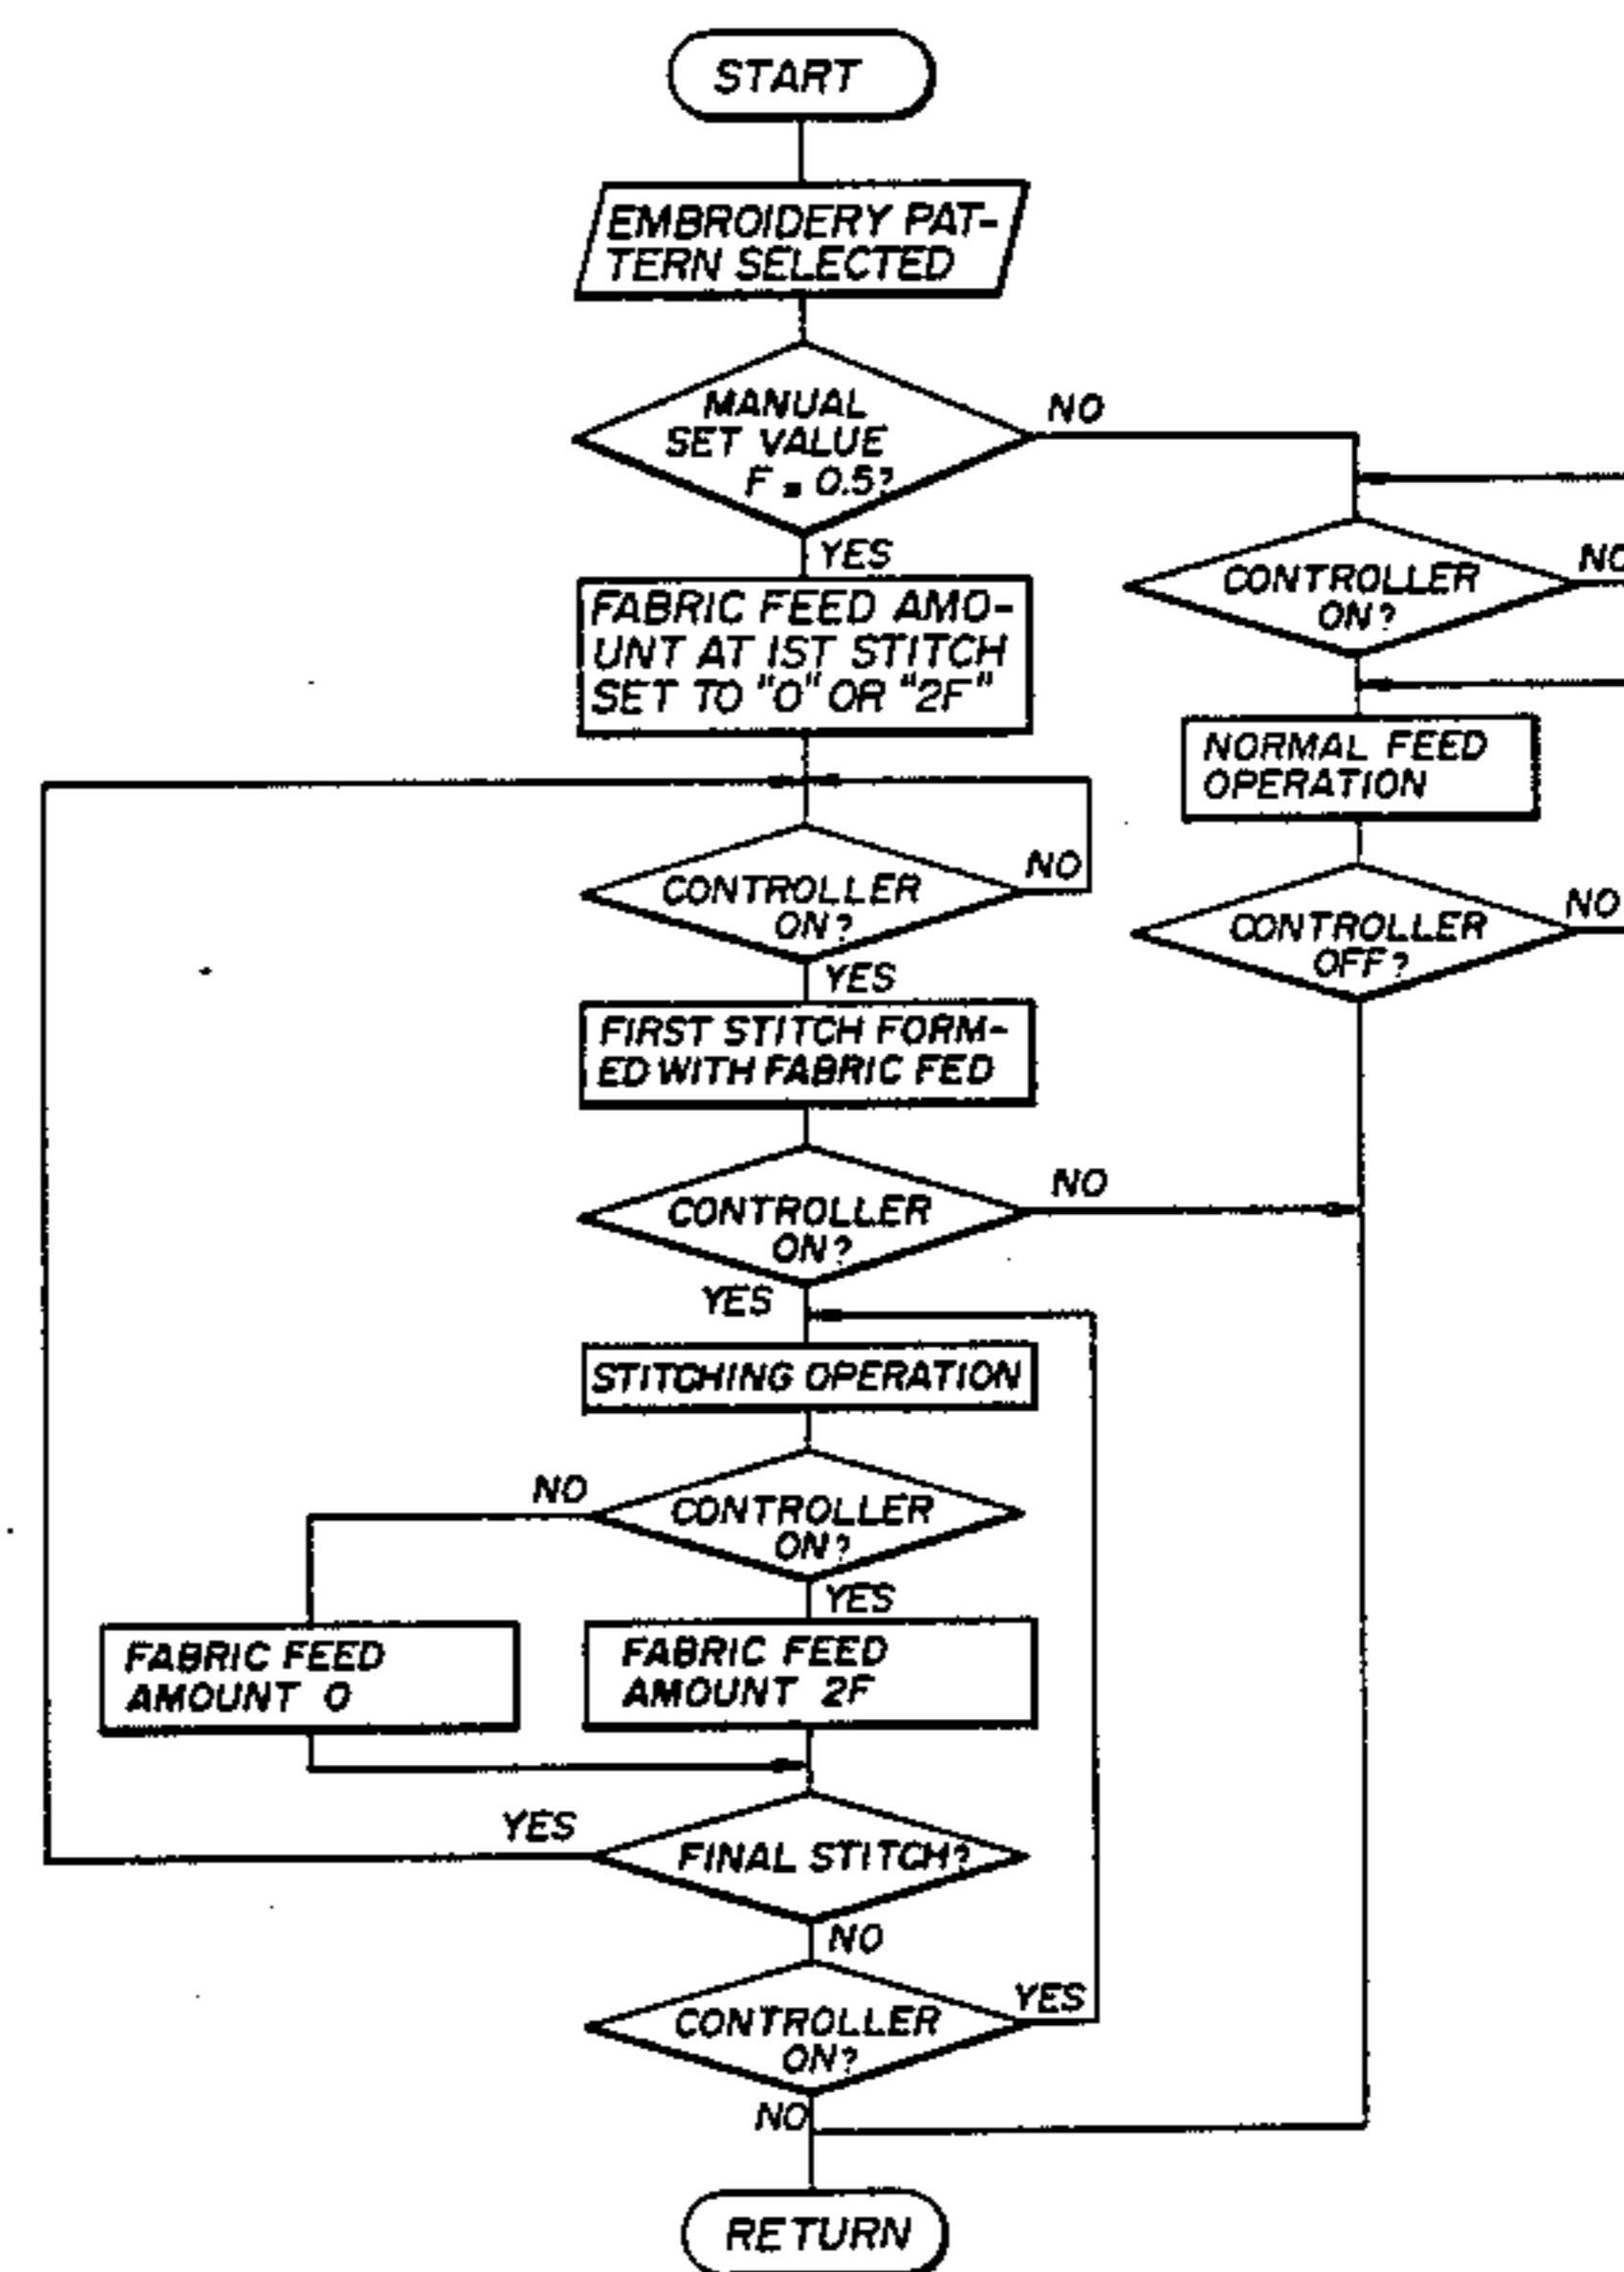 START
EMBROIDERY PAT-
TERN SELECTED
MANUAL
SET VALUE
F = 0.5?
NO
YES
FABRIC FEED AMO-
UNT AT 1ST STITCH
SET TO "0" OR "2F"
CONTROLLER
ON?
NO
YES
FIRST STITCH FORM-
ED WITH FABRIC FED
CONTROLLER
ON?
NO
YES
STITCHING OPERATION
CONTROLLER
ON?
NO
YES
FABRIC FEED
AMOUNT 0
FABRIC FEED
AMOUNT 2F
FINAL STITCH?
YES
NO
CONTROLLER
ON?
YES
NO
RETURN
CONTROLLER
ON?
NO
NORMAL FEED
OPERATION
CONTROLLER
OFF?
NO